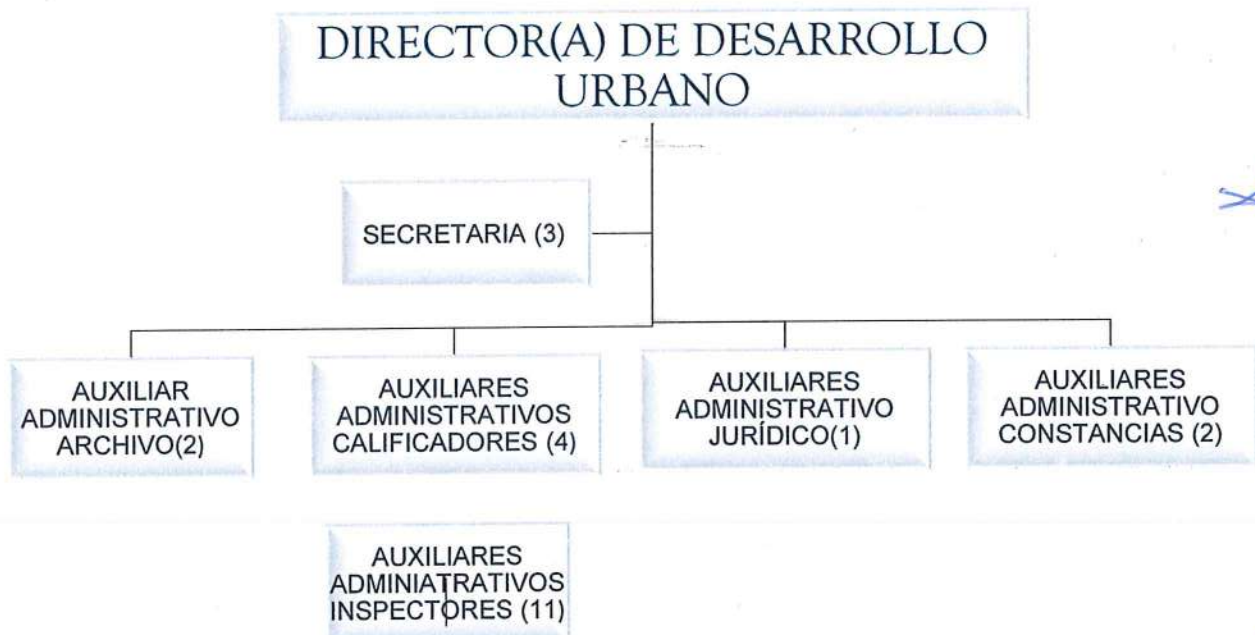 DIRECTOR(A) DE DESARROLLO
URBANO
SECRETARIA (3)
AUXILIAR
ADMINISTRATIVO
ARCHIVO(2)
AUXILIARES
ADMINISTRATIVOS
CALIFICADORES (4)
AUXILIARES
ADMINISTRATIVO
JURÍDICO(1)
AUXILIARES
ADMINISTRATIVO
CONSTANCIAS (2)
AUXILIARES
ADMINIATRATIVOS
INSPECTORES (11)